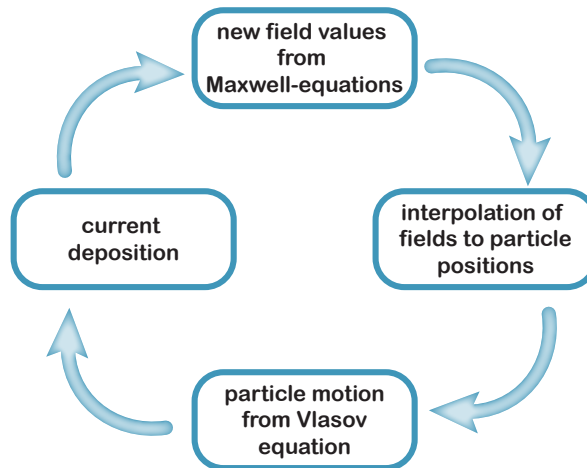 new field values
from
Maxwell-equations
interpolation of
fields to particle
positions
particle motion
from Vlasov
equation
current
deposition